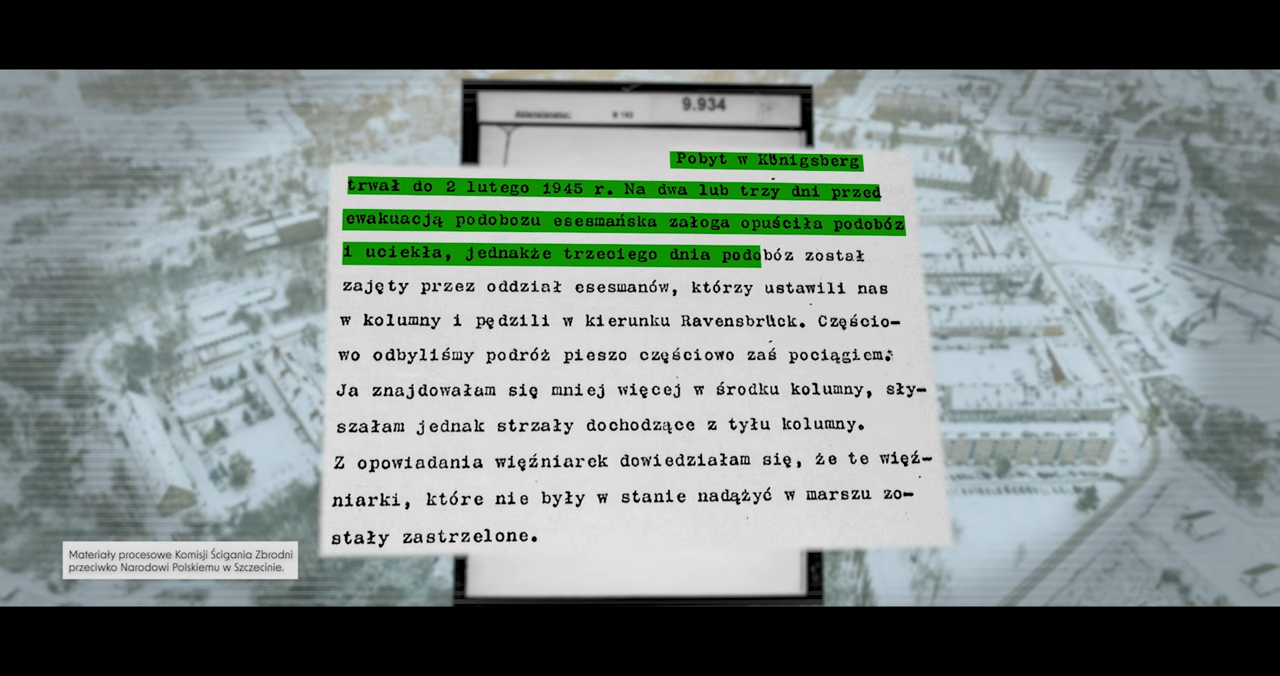 9.934
Pobyt w Königsberg
trwał do 2 lutego 1945 r. Na dwa lub trzy dni przed
ewakuacją podobozu esesmańska załoga opuściła podobóz
i uciekła, jednakże trzeciego dnia podobóz został
zajęty przez oddział esesmanów, którzy ustawili nas
w kolumny i pędzili w kierunku Ravensbrück. Częścio-
wo odbyliśmy podróż pieszo częściowo zaś pociągiem.
Ja znajdowałam się mniej więcej w środku kolumny, sły-
szałam jednak strzały dochodzące z tyłu kolumny.
Z opowiadania więźniarek dowiedziałam się, że te więź-
niarki, które nie były w stanie nadążyć w marszu zo-
stały zastrzelone.
Materiały procesowe Komisji Ścigania Zbrodni
przeciwko Narodowi Polskiemu w Szczecinie.